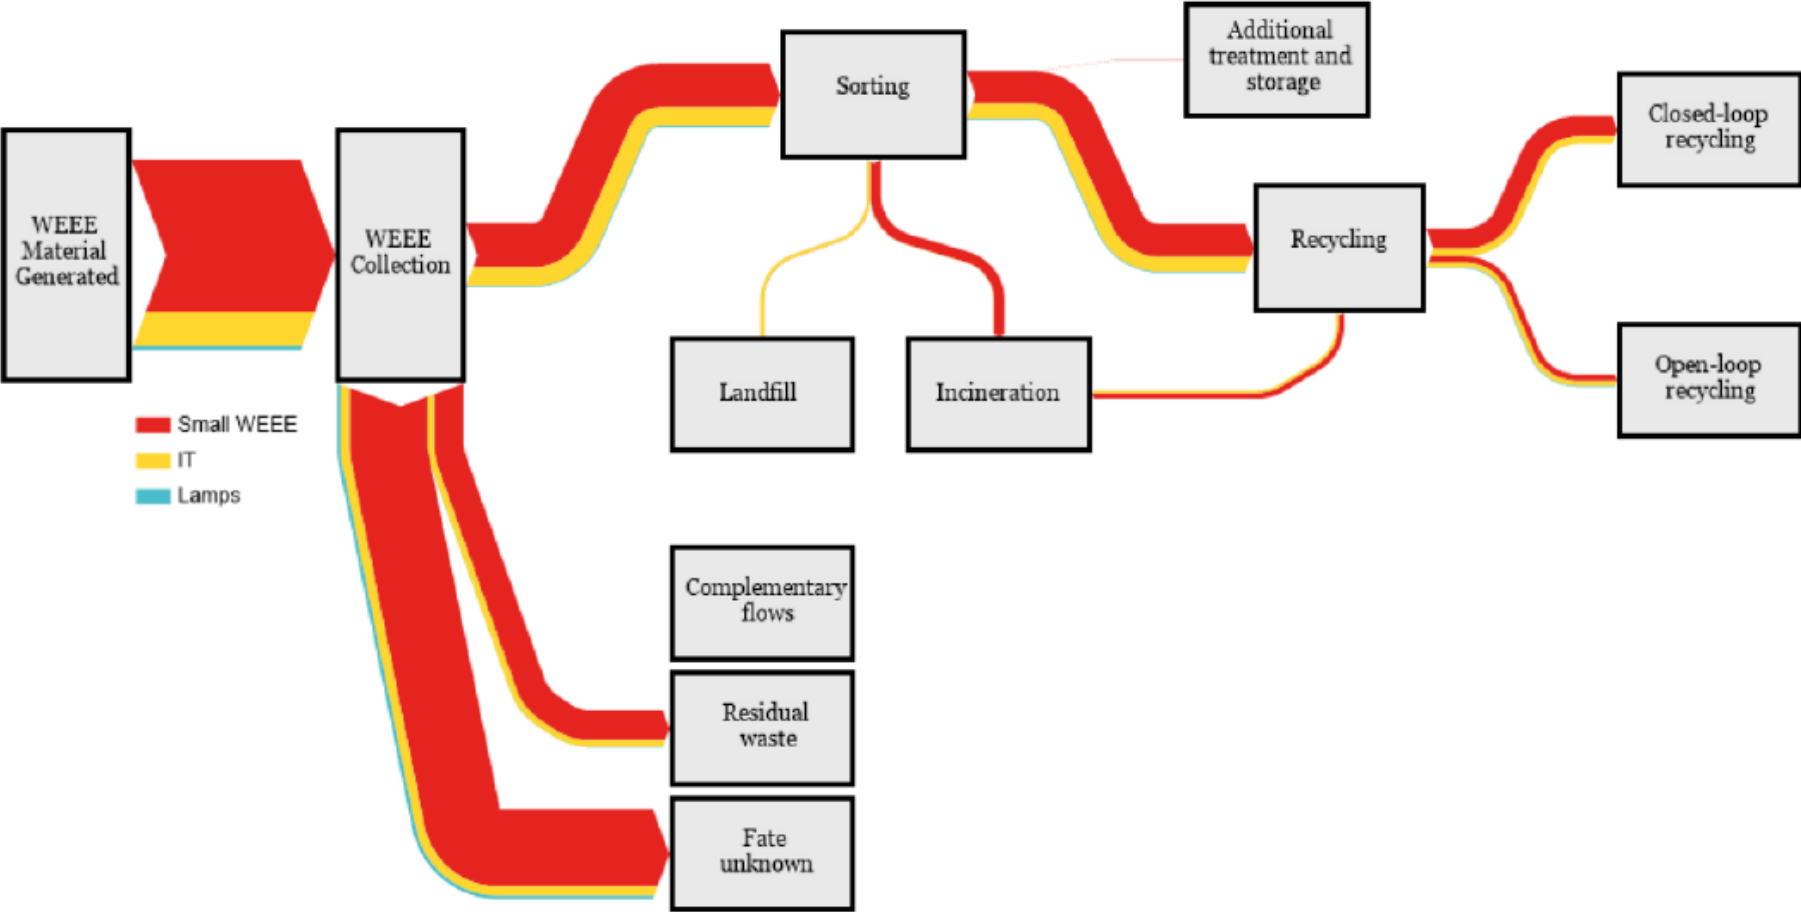 WEEE
Material
Generated
WEEE
Collection
Sorting
Additional
treatment and
storage
Closed-loop
recycling
Recycling
Landfill
Incineration
Open-loop
recycling
Small WEEE
IT
Lamps
Complementary
flows
Residual
waste
Fate
unknown